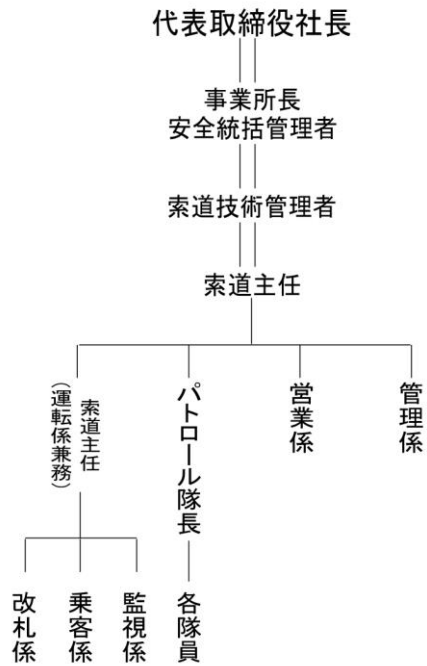 代表取締役社長
事業所長
安全統括管理者
索道技術管理者
索道主任
索道主任
(運転係兼務)
パトロール隊長
営業係
管理係
改札係
乗客係
監視係
各隊員